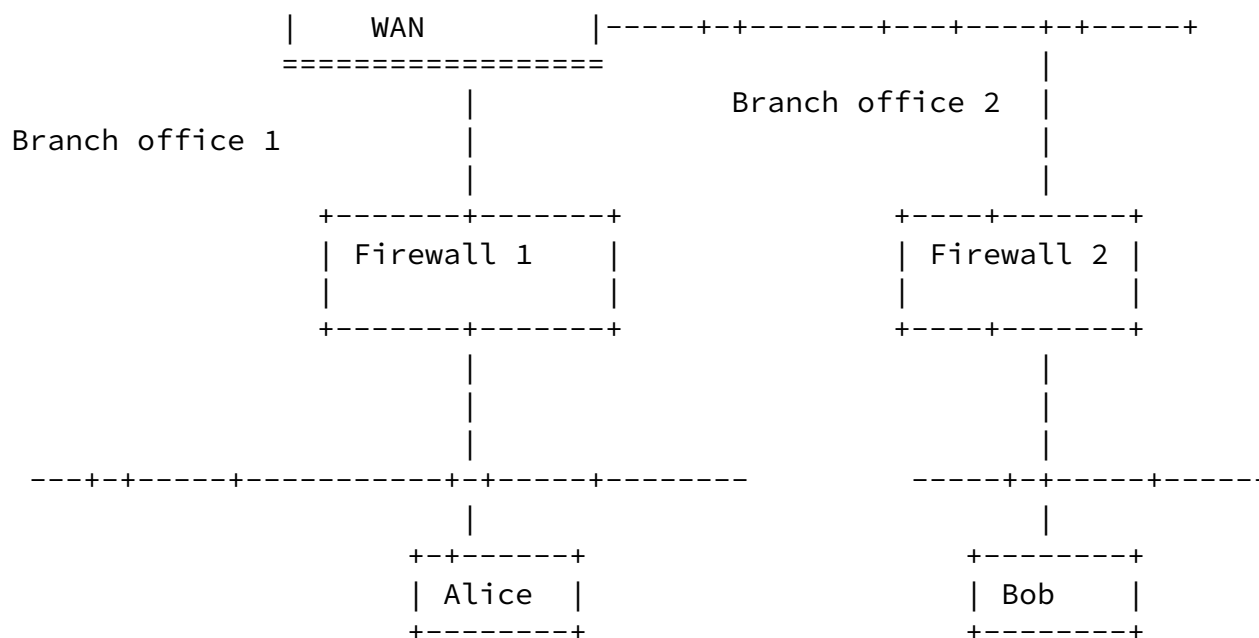 |    WAN         |-----+-+-------+---+----+-+-----+
==================                        |
|              Branch office 2  |
Branch office 1          |                               |
|                               |
+-------+-------+               +----+-------+
| Firewall 1    |               | Firewall 2 |
|               |               |            |
+-------+-------+               +----+-------+
|                               |
|                               |
|                               |
---+-+-----+-----------+-+-----+--------         -----+-+-----+------
|                               |
+-+------+                     +--------+
| Alice  |                     | Bob    |
+--------+                     +--------+